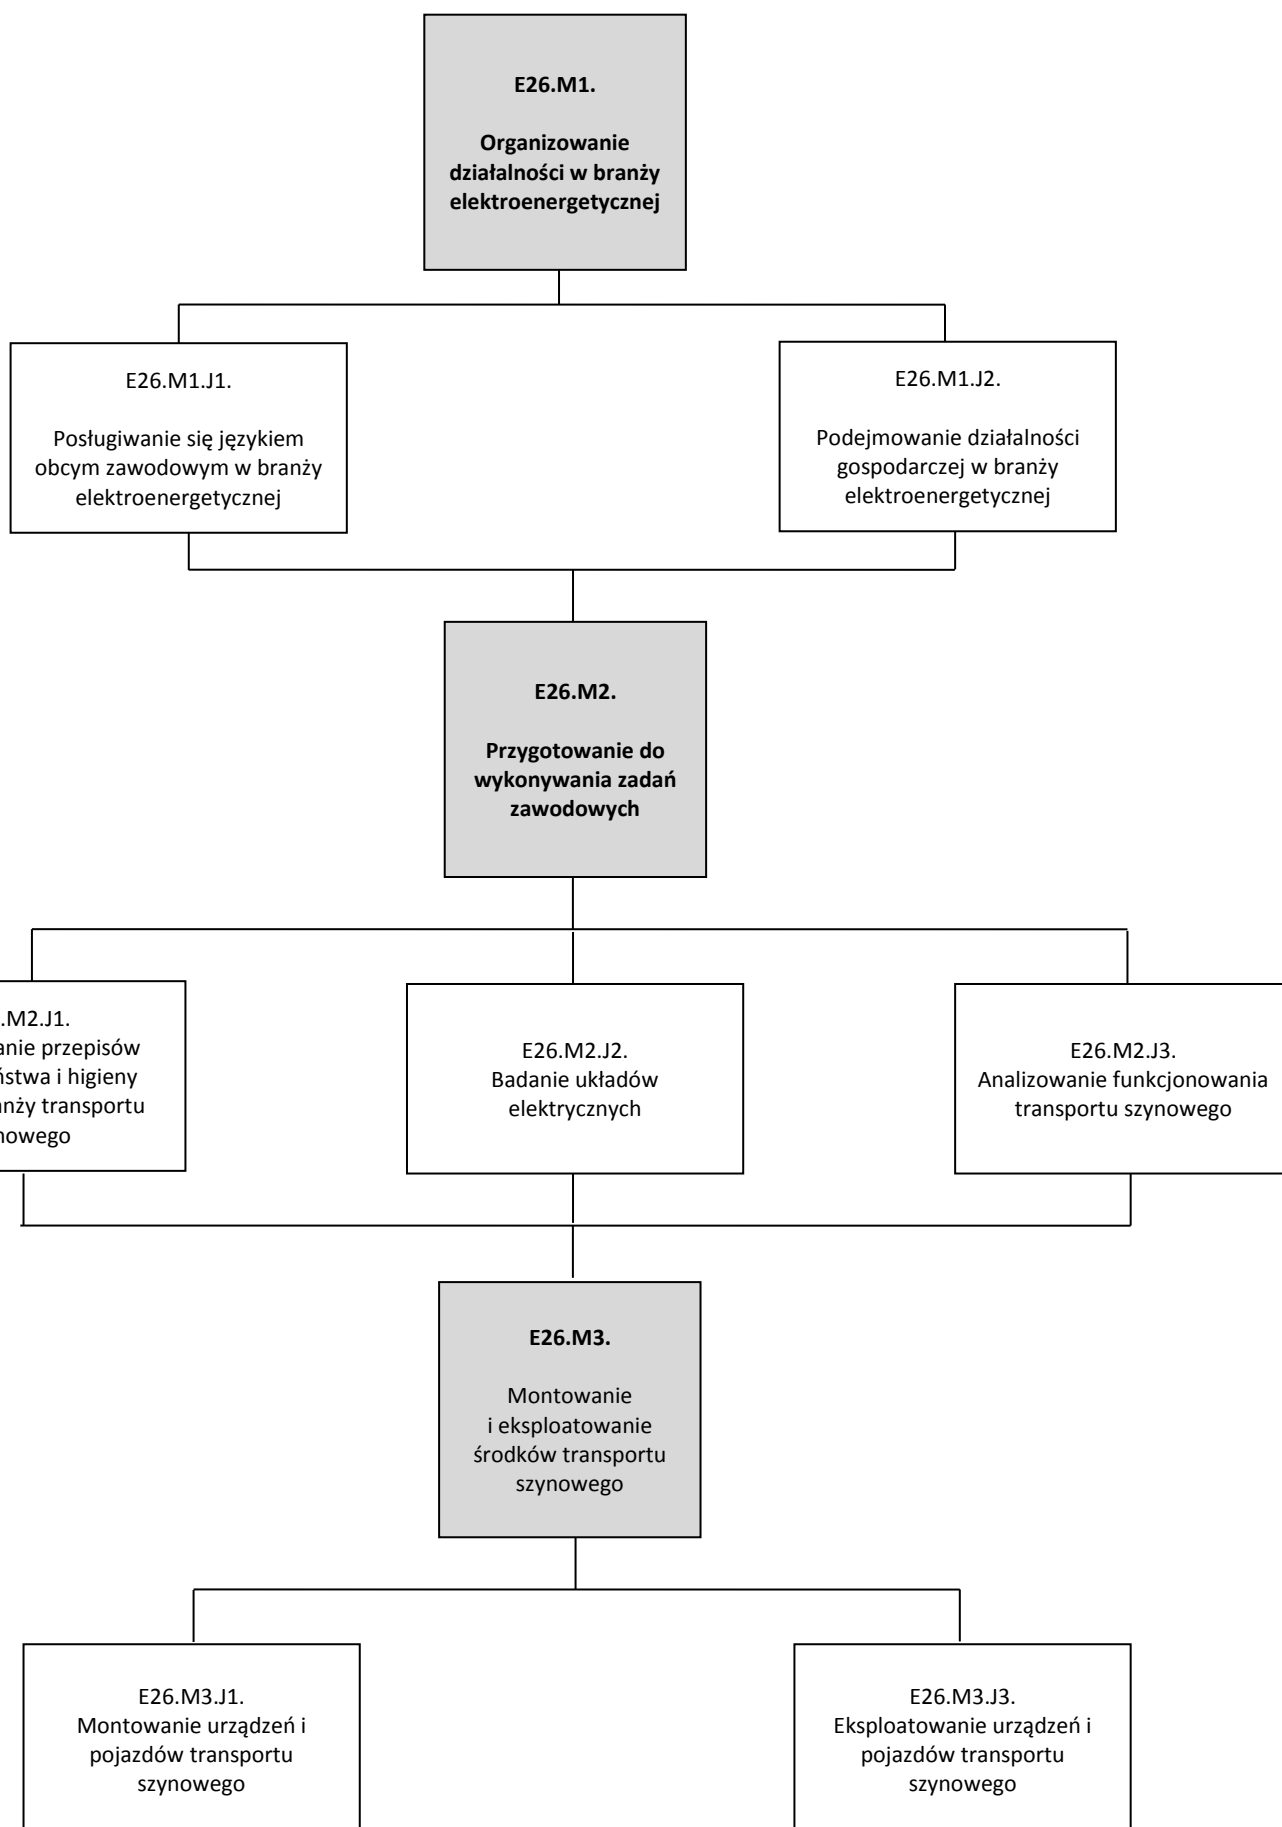 E26.M1.
Organizowanie
działalności w branży
elektroenergetycznej
E26.M1.J1.
Posługiwanie się językiem
obcym zawodowym w branży
elektroenergetycznej
E26.M1.J2.
Podejmowanie działalności
gospodarczej w branży
elektroenergetycznej
E26.M2.
Przygotowanie do
wykonywania zadań
zawodowych
.M2.J1.
anie przepisów
ństwa i higieny
anży transportu
nowego
E26.M2.J2.
Badanie układów
elektrycznych
E26.M2.J3.
Analizowanie funkcjonowania
transportu szynowego
E26.M3.
Montowanie
i eksploatowanie
środków transportu
szynowego
E26.M3.J1.
Montowanie urządzeń i
pojazdów transportu
szynowego
E26.M3.J3.
Eksploatowanie urządzeń i
pojazdów transportu
szynowego